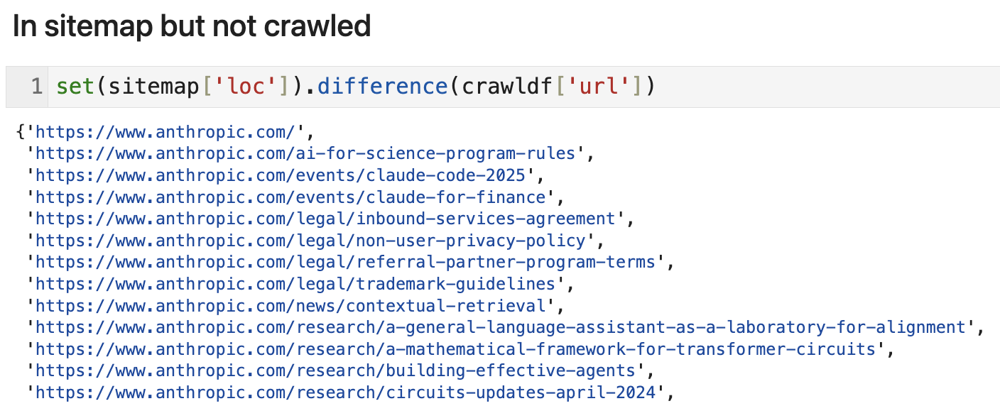 In sitemap but not crawled
1 set(sitemap['loc']).difference(crawldf['url'])
{'https://www.anthropic.com/',
'https://www.anthropic.com/ai-for-science-program-rules',
'https://www.anthropic.com/events/claude-code-2025',
'https://www.anthropic.com/events/claude-for-finance',
'https://www.anthropic.com/legal/inbound-services-agreement',
'https://www.anthropic.com/legal/non-user-privacy-policy',
'https://www.anthropic.com/legal/referral-partner-program-terms',
'https://www.anthropic.com/legal/trademark-guidelines',
'https://www.anthropic.com/news/contextual-retrieval',
'https://www.anthropic.com/research/a-general-language-assistant-as-a-laboratory-for-alignment',
'https://www.anthropic.com/research/a-mathematical-framework-for-transformer-circuits',
'https://www.anthropic.com/research/building-effective-agents',
'https://www.anthropic.com/research/circuits-updates-april-2024',